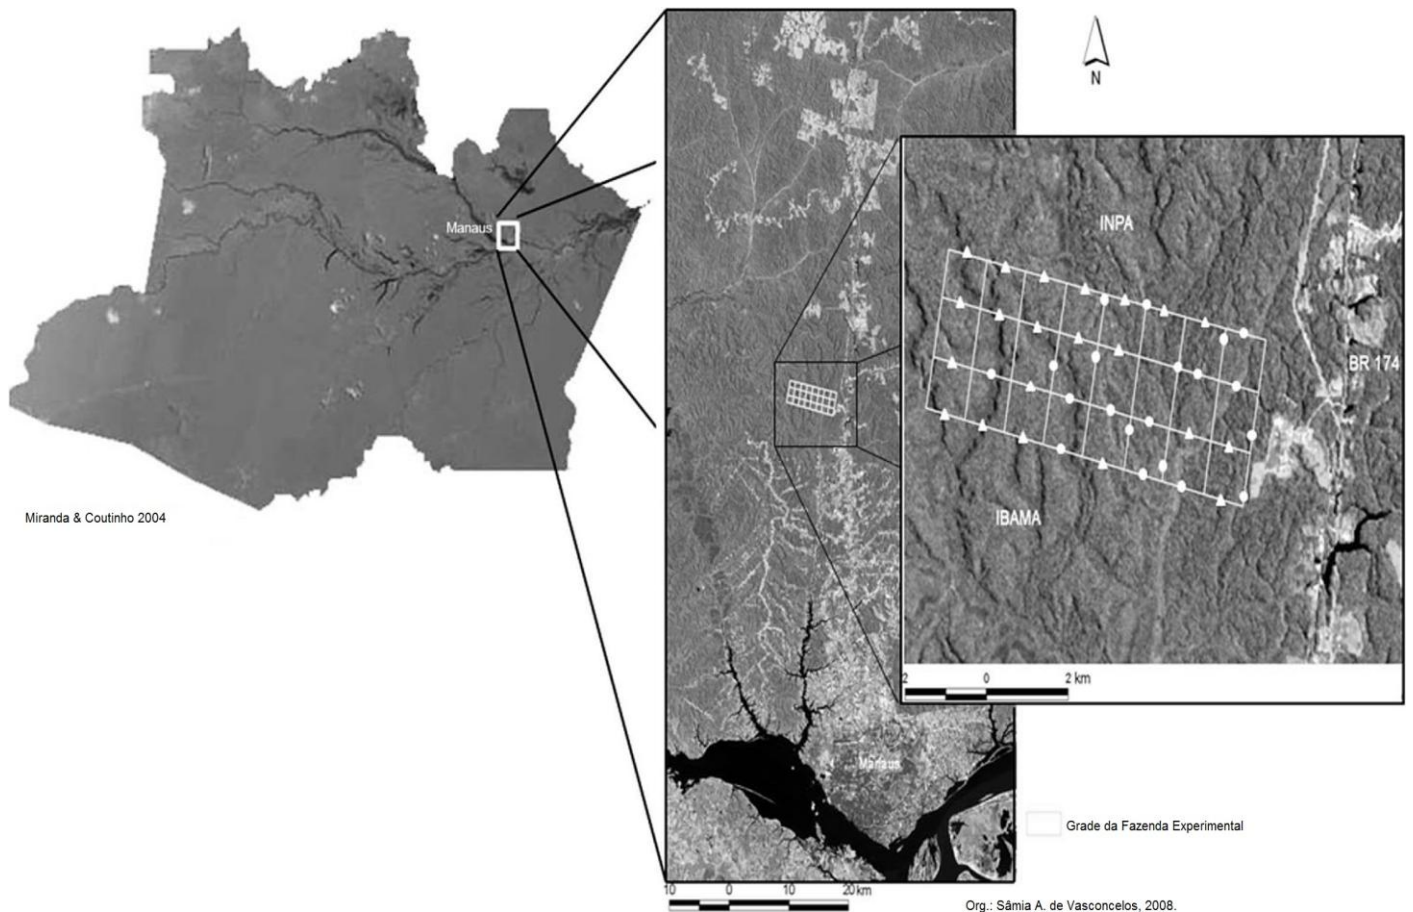 N
INPA
Manaus
BR 174
Miranda & Coutinho 2004
IBAMA
2 0 2 km
Manaus
Grade da Fazenda Experimental
10 0 10 20 km
Org.: Sâmia A. de Vasconcelos, 2008.